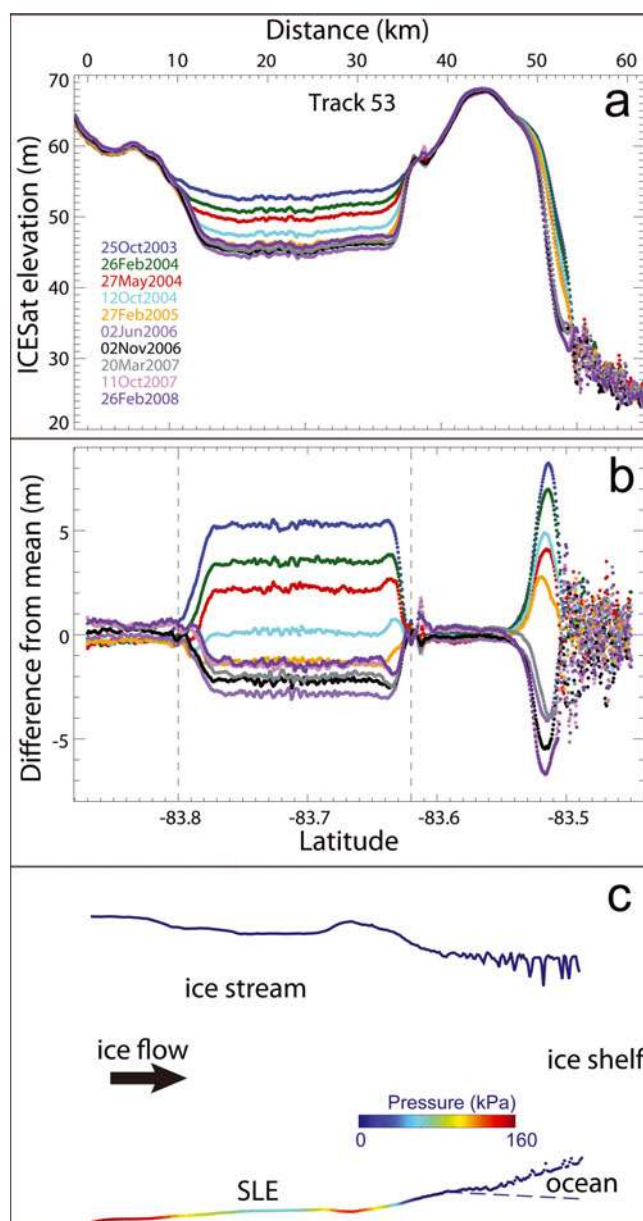 Distance (km)
0 10 20 30 40 50 60
70
Track 53
a
60
50
40
30
20
ICESat elevation (m)
25Oct2003
26Feb2004
27May2004
12Oct2004
27Feb2005
02Jun2006
02Nov2006
20Mar2007
11Oct2007
26Feb2008
b
5
0
-5
Difference from mean (m)
-83.8 -83.7 -83.6 -83.5
Latitude
c
ice stream
ice flow
ice shelf
Pressure (kPa)
0 160
SLE
ocean